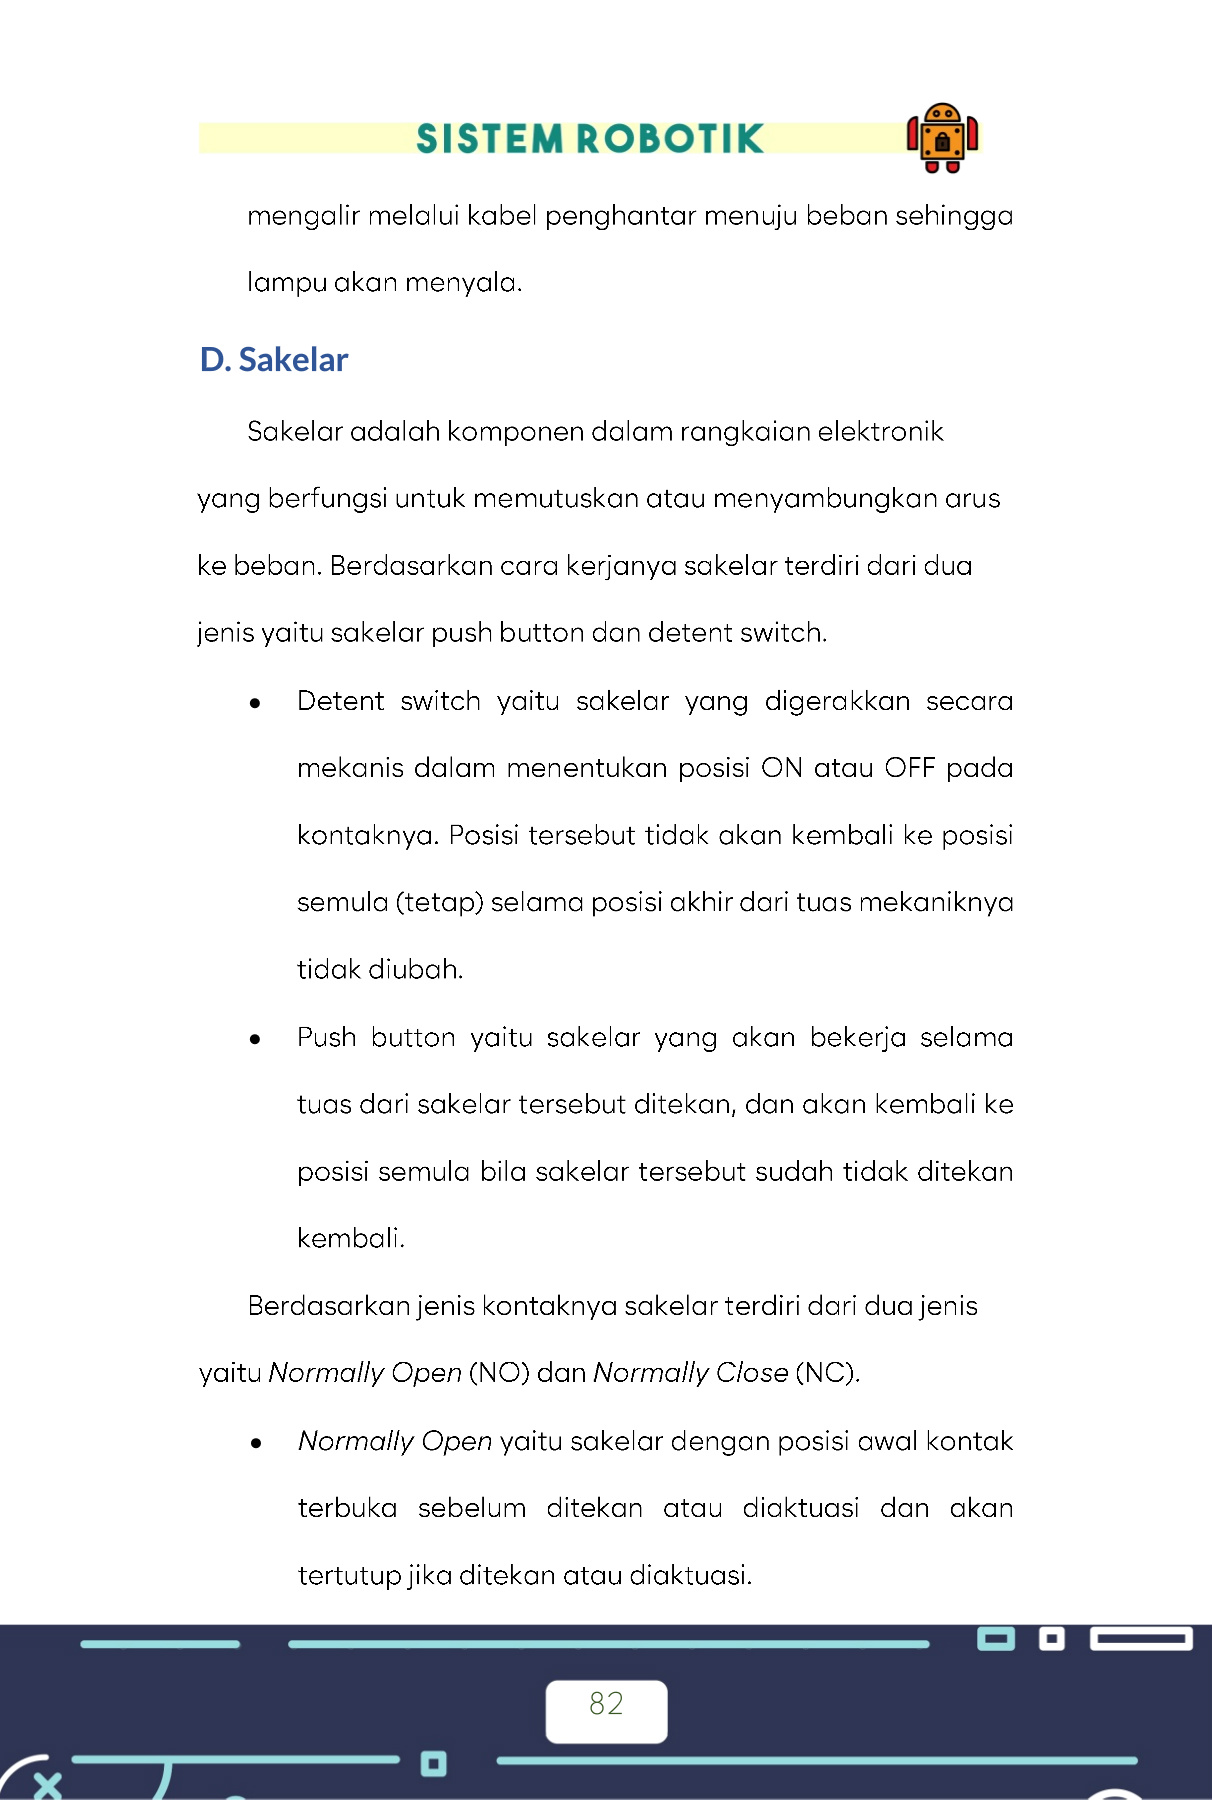 SISTEM ROBOTIK
mengalir melalui kabel penghantar menuju beban sehingga
lampu akan menyala.
D. Sakelar
Sakelar adalah komponen dalam rangkaian elektronik
yang berfungsi untuk memutuskan atau menyambungkan arus
ke beban. Berdasarkan cara kerjanya sakelar terdiri dari dua
jenis yaitu sakelar push button dan detent switch.
• Detent switch yaitu sakelar yang digerakkan secara
mekanis dalam menentukan posisi ON atau OFF pada
kontaknya. Posisi tersebut tidak akan kembali ke posisi
semula (tetap) selama posisi akhir dari tuas mekaniknya
tidak diubah.
• Push button yaitu sakelar yang akan bekerja selama
tuas dari sakelar tersebut ditekan, dan akan kembali ke
posisi semula bila sakelar tersebut sudah tidak ditekan
kembali.
Berdasarkan jenis kontaknya sakelar terdiri dari dua jenis
yaitu Normally Open (NO) dan Normally Close (NC).
• Normally Open yaitu sakelar dengan posisi awal kontak
terbuka sebelum ditekan atau diaktuasi dan akan
tertutup jika ditekan atau diaktuasi.
82